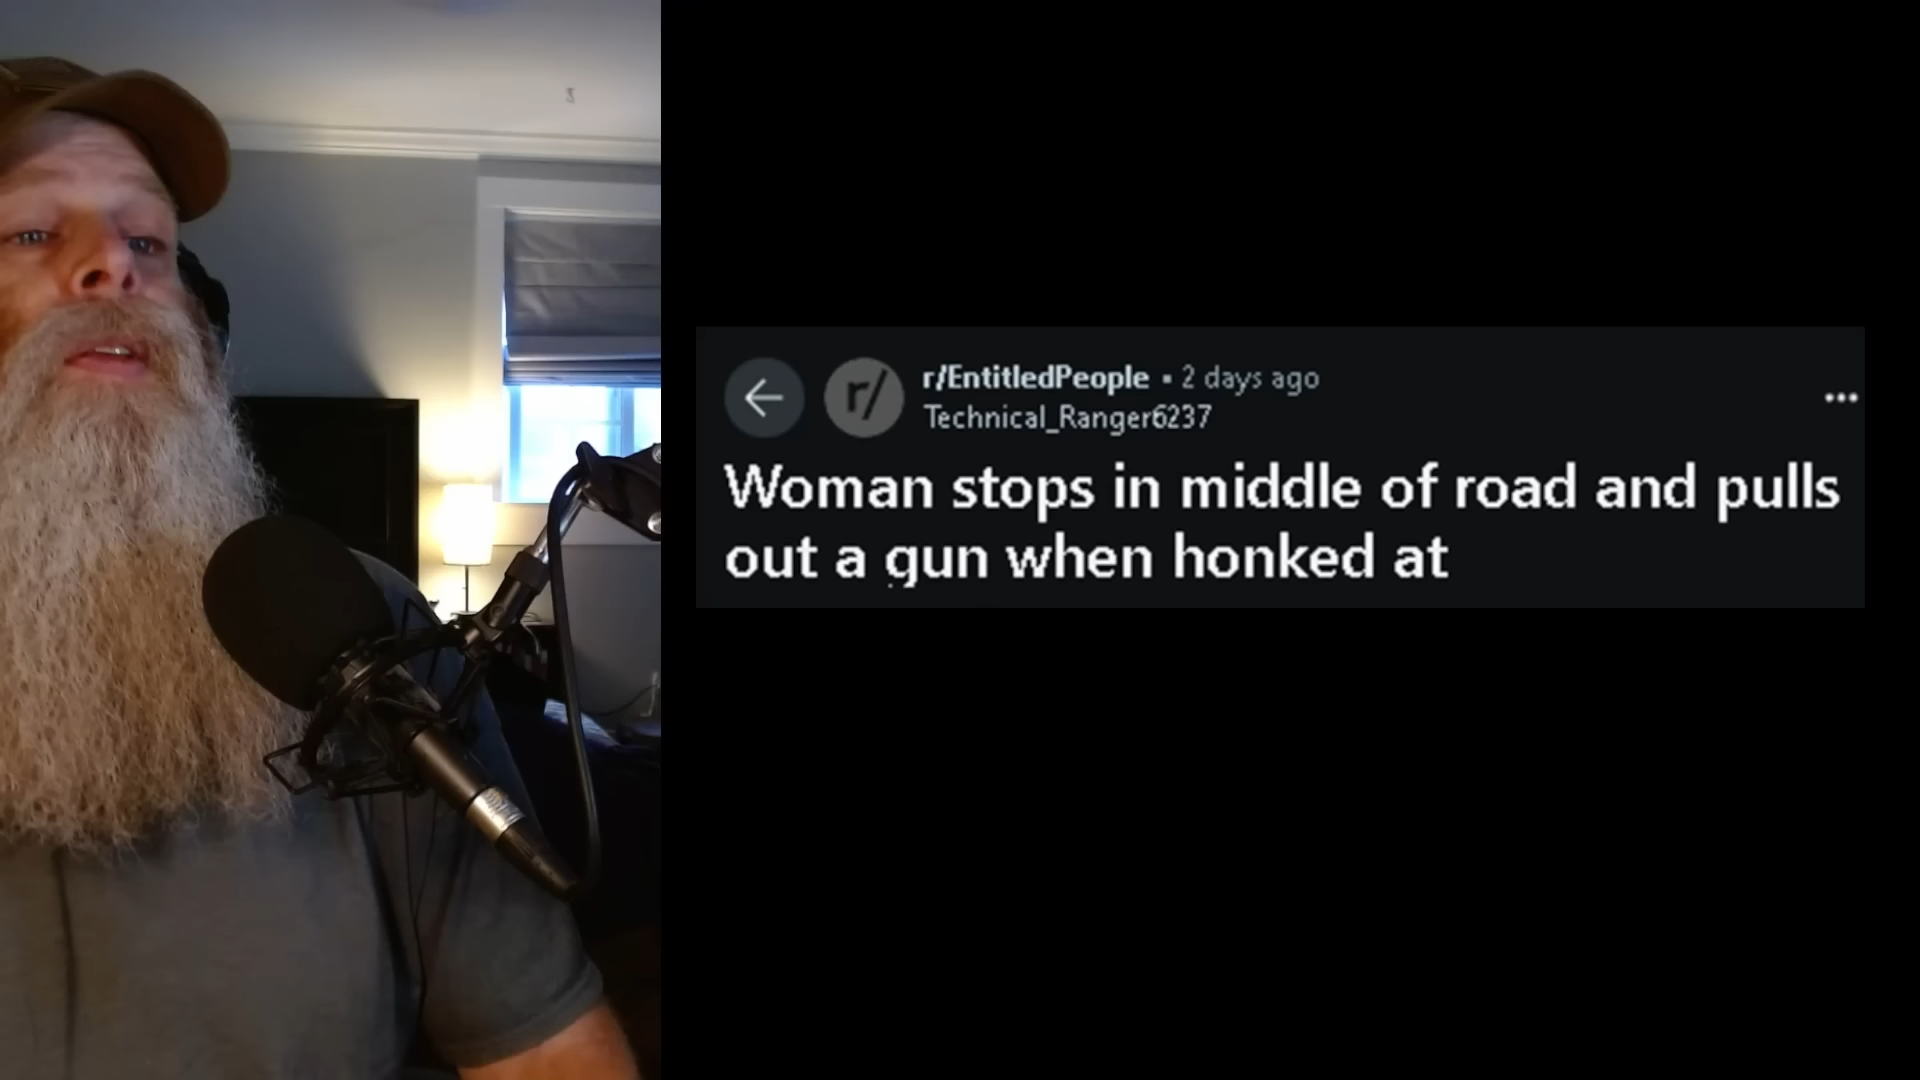 r/EntitledPeople • 2 days ago
Technical_Ranger6237
Woman stops in middle of road and pulls
out a gun when honked at